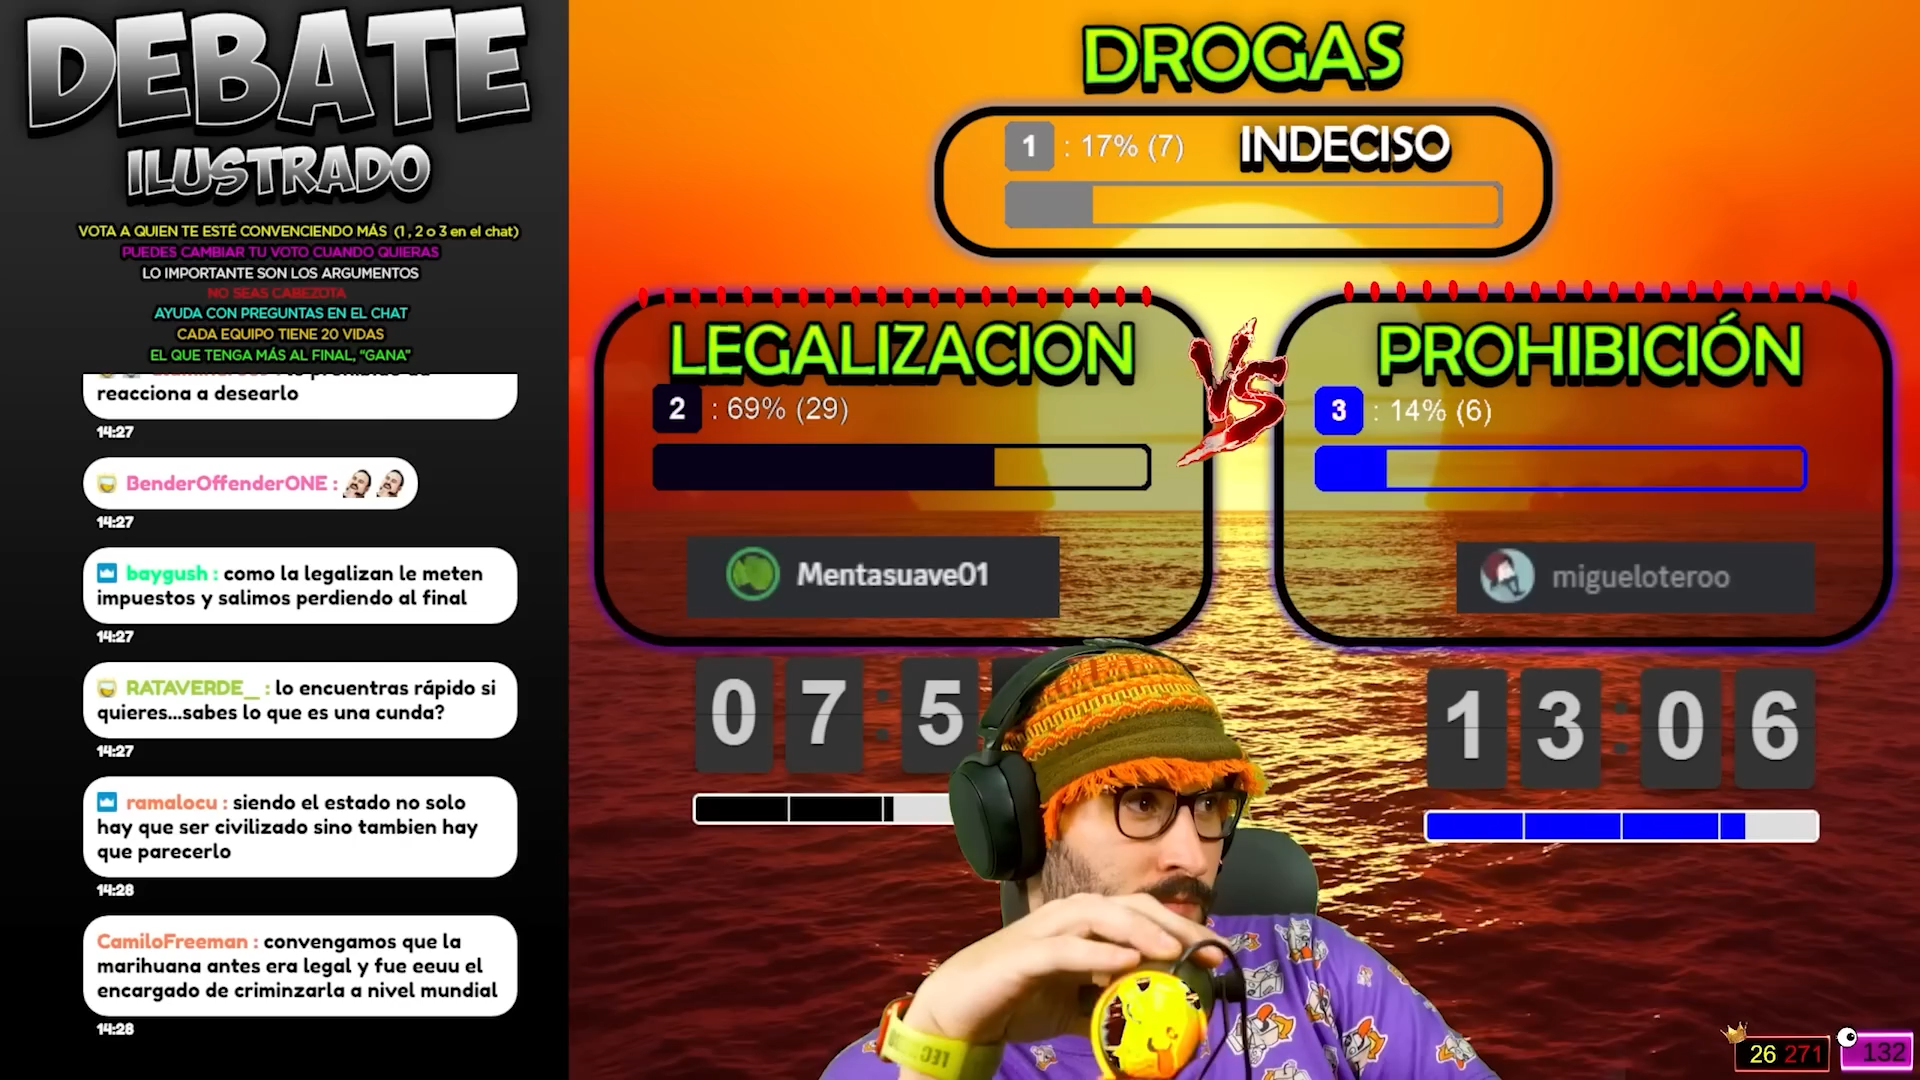 DEBATE
ILUSTRADO
VOTA A QUIEN TE ESTÉ CONVENCIENDO MÁS (1 , 2 o 3 en el chat)
PUEDES CAMBIAR TU VOTO CUANDO QUIERAS
LO IMPORTANTE SON LOS ARGUMENTOS
NO SEAS CABEZOTA
AYUDA CON PREGUNTAS EN EL CHAT
CADA EQUIPO TIENE 20 VIDAS
EL QUE TENGA MÁS AL FINAL, "GANA"
reacciona a desearlo
14:27
BenderOffenderONE :
14:27
baygush : como la legalizan le meten
impuestos y salimos perdiendo al final
14:27
RATAVERDE_ : lo encuentras rápido si
quieres...sabes lo que es una cunda?
14:27
ramalocu : siendo el estado no solo
hay que ser civilizado sino tambien hay
que parecerlo
14:28
CamiloFreeman : convengamos que la
marihuana antes era legal y fue eeuu el
encargado de criminzarla a nivel mundial
14:28
DROGAS
1 : 17% (7) INDECISO
LEGALIZACION
2 : 69% (29)
Mentasuave01
07:5
VS
PROHIBICIÓN
3 : 14% (6)
migueloteroo
13:06
26 271
132